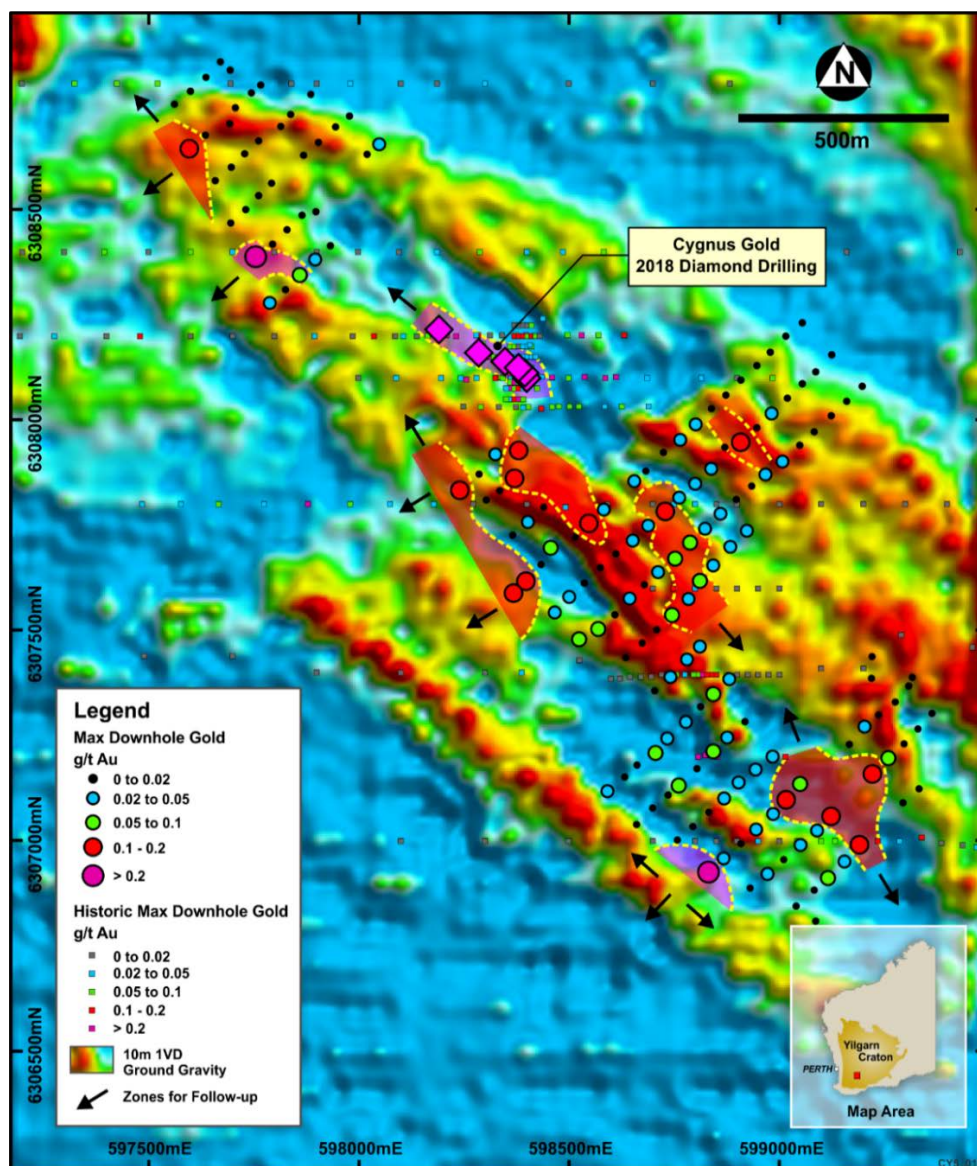 N
500m
Cygnus Gold
2018 Diamond Drilling
6308500mN
6308000mN
6307500mN
6307000mN
6306500mN
Legend
Max Downhole Gold
g/t Au
0 to 0.02
0.02 to 0.05
0.05 to 0.1
0.1 - 0.2
> 0.2
Historic Max Downhole Gold
g/t Au
0 to 0.02
0.02 to 0.05
0.05 to 0.1
0.1 - 0.2
> 0.2
10m 1VD
Ground Gravity
Zones for Follow-up
Yilgarn
Craton
PERTH
Map Area
597500mE
598000mE
598500mE
599000mE